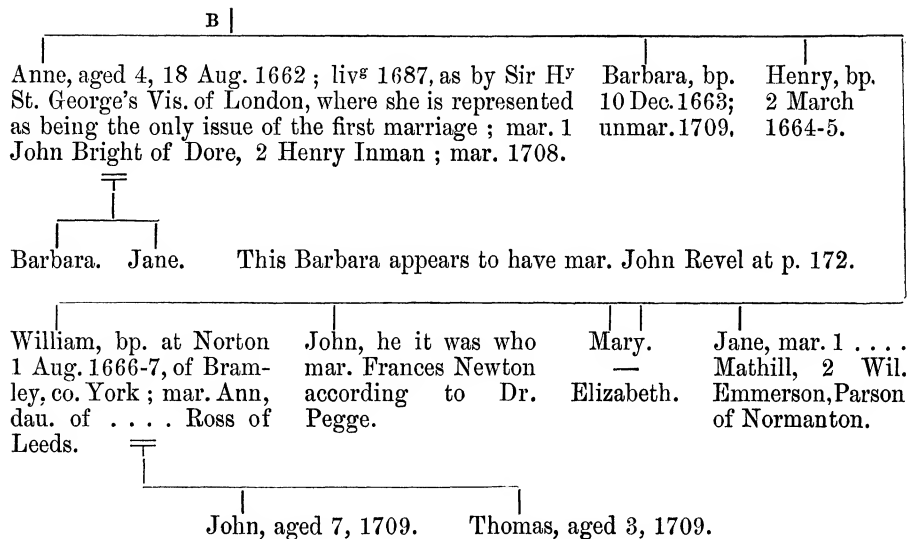 B
Anne, aged 4, 18 Aug. 1662 ; livᵍ 1687, as by Sir Hʸ
St. George's Vis. of London, where she is represented
as being the only issue of the first marriage ; mar. 1
John Bright of Dore, 2 Henry Inman ; mar. 1708.
Barbara, bp.
10 Dec. 1663;
unmar. 1709.
Henry, bp.
2 March
1664-5.
Barbara. Jane. This Barbara appears to have mar. John Revel at p. 172.
William, bp. at Norton
1 Aug. 1666-7, of Bram-
ley, co. York ; mar. Ann,
dau. of . . . . Ross of
Leeds.
John, he it was who
mar. Frances Newton
according to Dr.
Pegge.
Mary.
—
Elizabeth.
Jane, mar. 1 . . . .
Mathill, 2 Wil.
Emmerson, Parson
of Normanton.
John, aged 7, 1709. Thomas, aged 3, 1709.